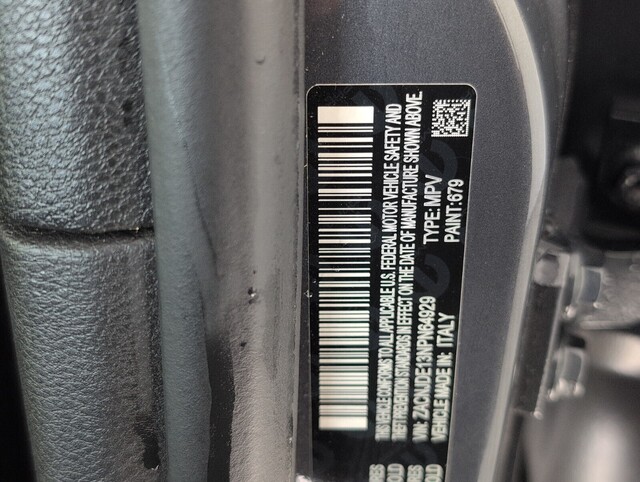 THIS VEHICLE CONFORMS TO ALL APPLICABLE U.S. FEDERAL MOTOR VEHICLE SAFETY AND
THEFT PREVENTION STANDARDS IN EFFECT ON THE DATE OF MANUFACTURE SHOWN ABOVE.
VIN: ZACNJDE13NPN64929 TYPE: MPV
VEHICLE MADE IN: ITALY PAINT: 679